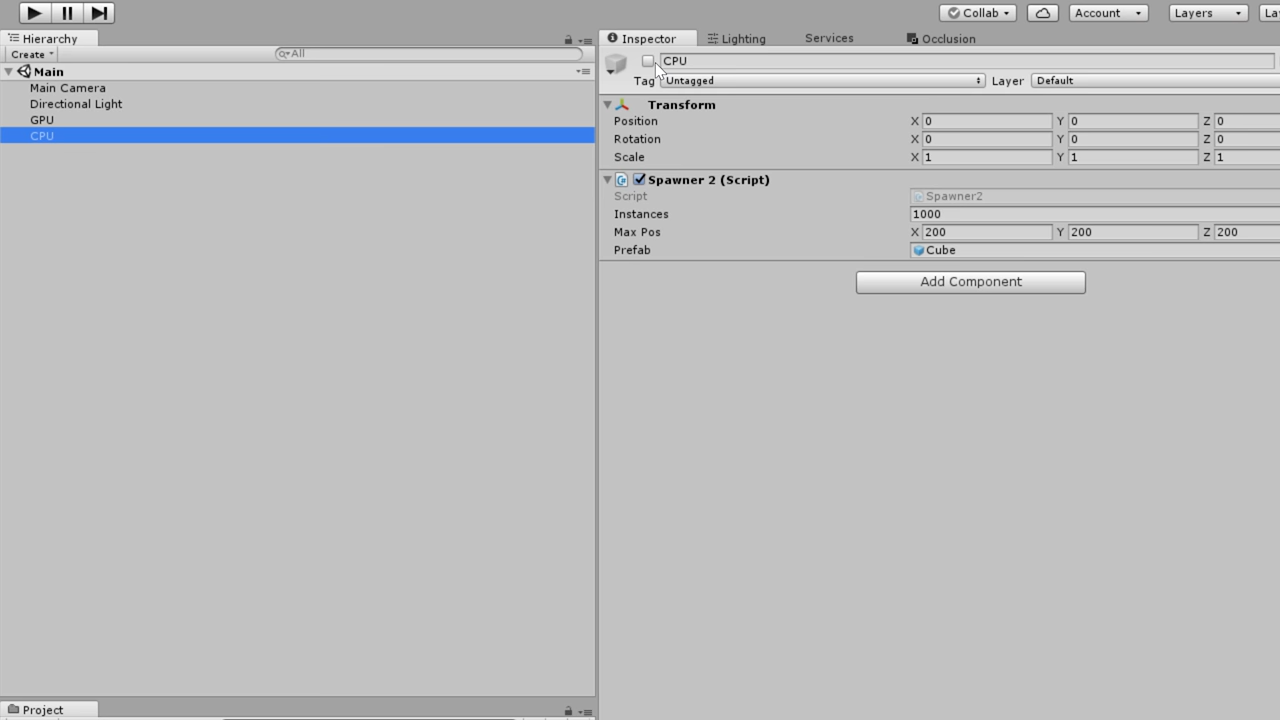 Collab Account Layers La
Hierarchy
Create All
Main
Main Camera
Directional Light
GPU
CPU
Project
Inspector Lighting Services Occlusion
CPU
Tag Untagged Layer Default
Transform
Position X 0 Y 0 Z 0
Rotation X 0 Y 0 Z 0
Scale X 1 Y 1 Z 1
Spawner 2 (Script)
Script Spawner2
Instances 1000
Max Pos X 200 Y 200 Z 200
Prefab Cube
Add Component